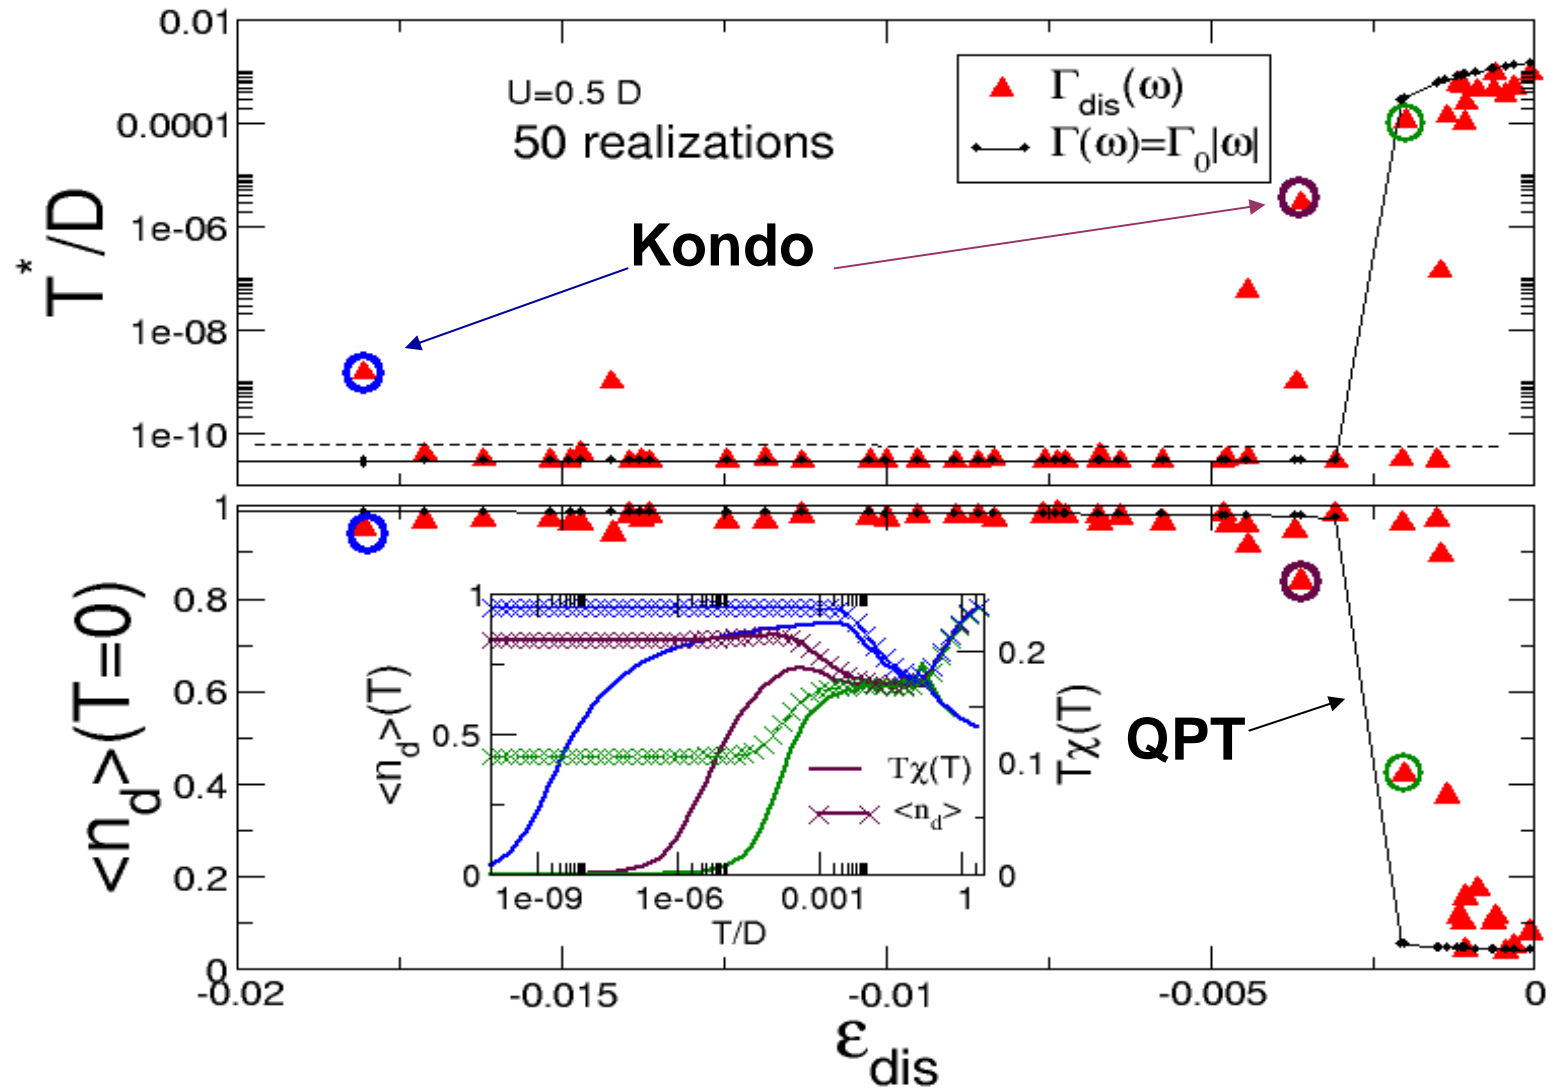 0.01
0.0001
1e-06
1e-08
1e-10
T*/D
U=0.5 D
50 realizations
Γdis(ω)
Γ(ω)=Γ0|ω|
Kondo
1
0.8
0.6
0.4
0.2
0
<nd>(T=0)
1
0.5
0
<nd>(T)
0.2
0.1
0
Tχ(T)
Tχ(T)
<nd>
1e-09 1e-06 0.001 1
T/D
QPT
-0.02 -0.015 -0.01 -0.005 0
εdis